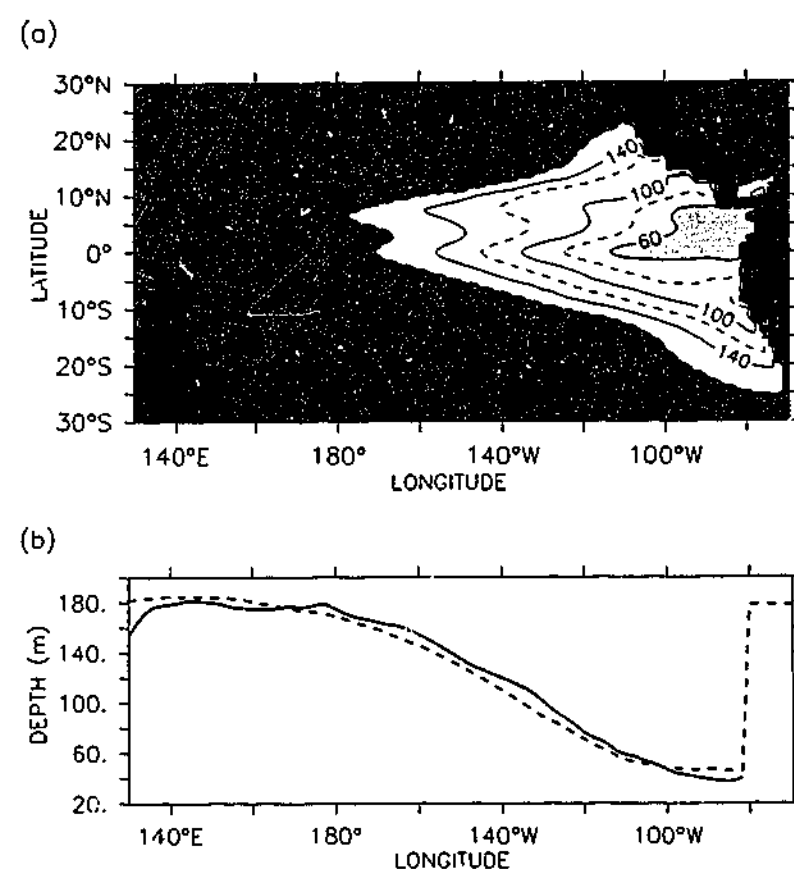 (a)
30°N
20°N
10°N
0°
10°S
20°S
30°S
LATITUDE
140
100
60
100
140
140°E 180° 140°W 100°W
LONGITUDE
(b)
180.
140.
100.
60.
20.
DEPTH (m)
140°E 180° 140°W 100°W
LONGITUDE